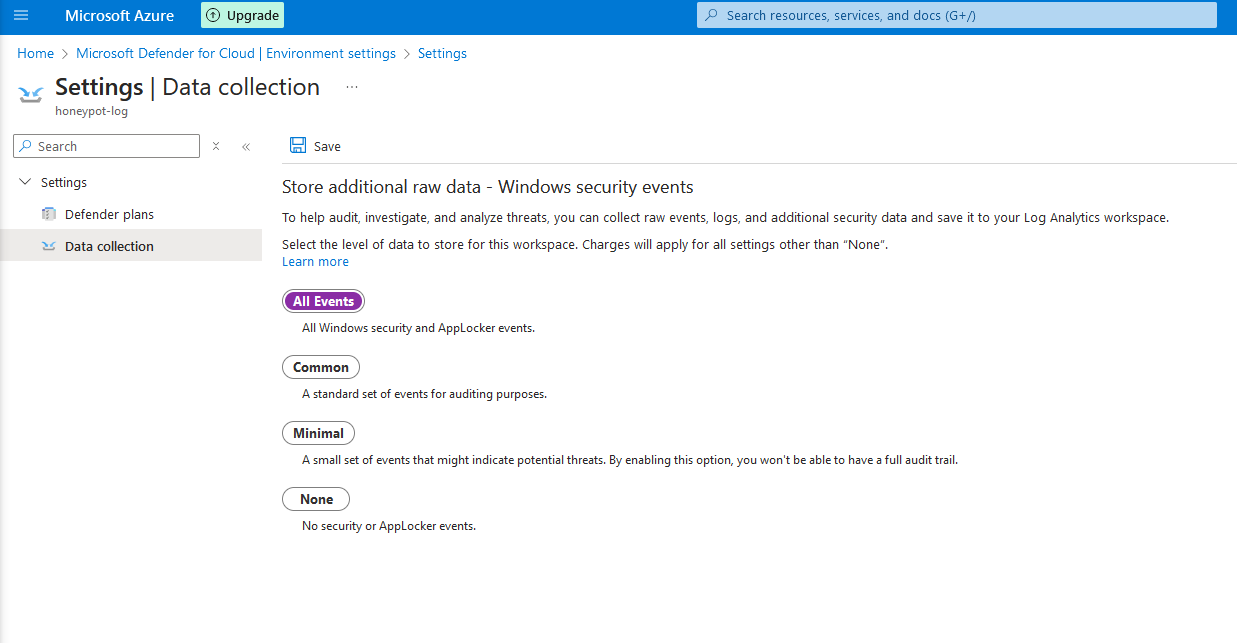 Microsoft Azure
Upgrade
Search resources, services, and docs (G+/)
Home > Microsoft Defender for Cloud | Environment settings > Settings
Settings | Data collection ...
honeypot-log
Search
Settings
Defender plans
Data collection
Save
Store additional raw data - Windows security events
To help audit, investigate, and analyze threats, you can collect raw events, logs, and additional security data and save it to your Log Analytics workspace.
Select the level of data to store for this workspace. Charges will apply for all settings other than “None”.
Learn more
All Events
All Windows security and AppLocker events.
Common
A standard set of events for auditing purposes.
Minimal
A small set of events that might indicate potential threats. By enabling this option, you won't be able to have a full audit trail.
None
No security or AppLocker events.